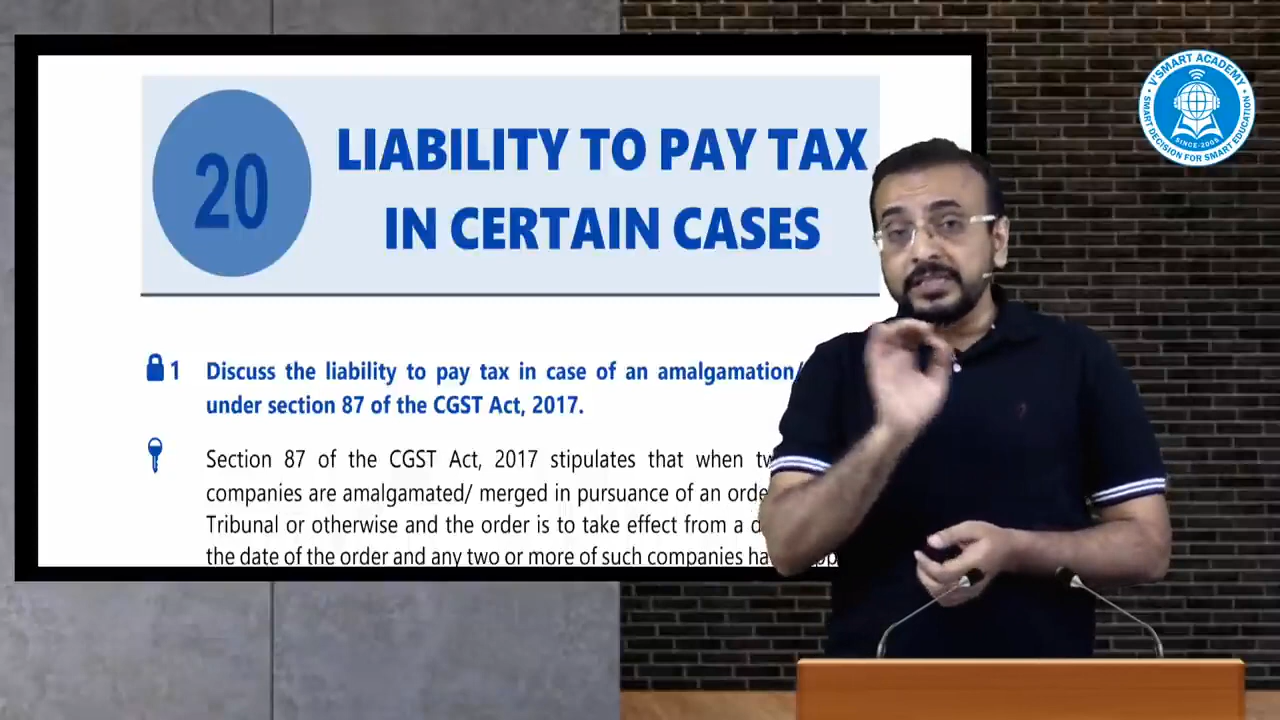 20
LIABILITY TO PAY TAX
IN CERTAIN CASES
1 Discuss the liability to pay tax in case of an amalgamation/
under section 87 of the CGST Act, 2017.
Section 87 of the CGST Act, 2017 stipulates that when
companies are amalgamated/ merged in pursuance of an
Tribunal or otherwise and the order is to take effect from a
the date of the order and any two or more of such companies
V'SMART ACADEMY
SMART DECISION FOR SMART EDUCATION
SINCE-2005